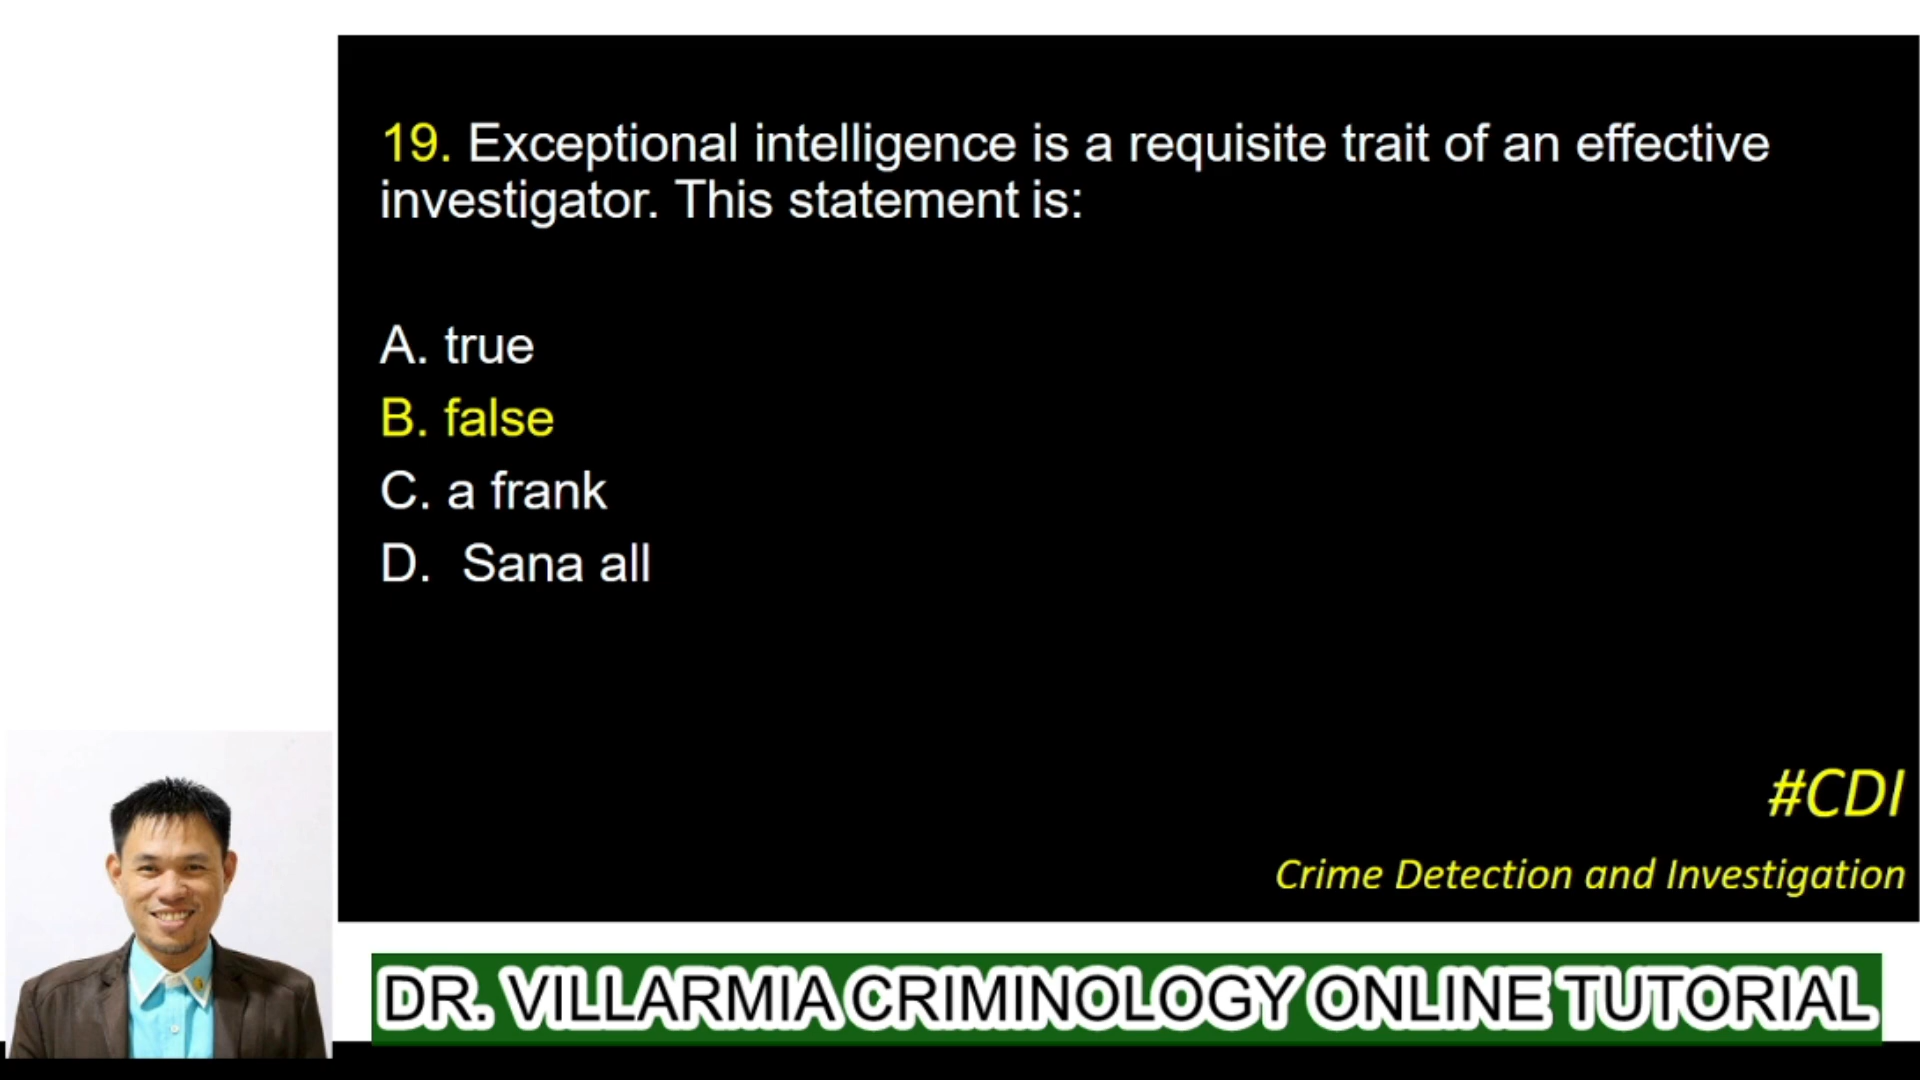 19. Exceptional intelligence is a requisite trait of an effective
investigator. This statement is:
A. true
B. false
C. a frank
D. Sana all
#CDI
Crime Detection and Investigation
DR. VILLARMIA CRIMINOLOGY ONLINE TUTORIAL